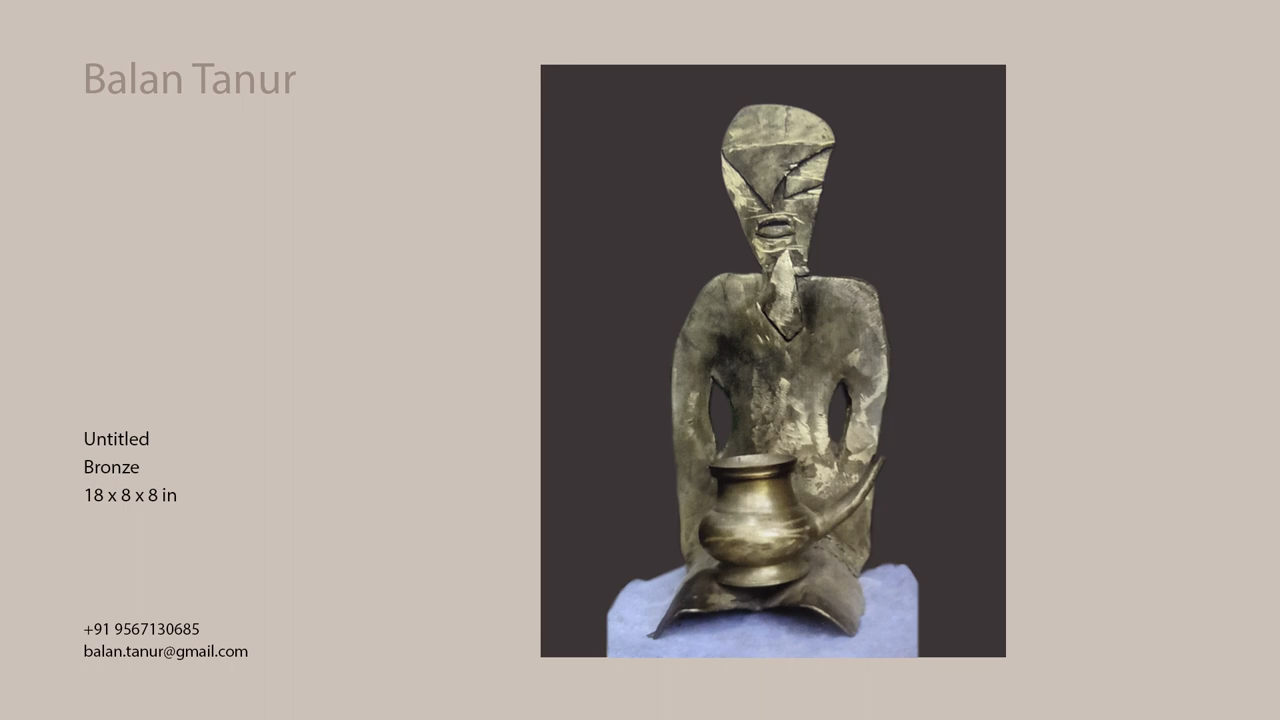 Balan Tanur
Untitled
Bronze
18 x 8 x 8 in
+91 9567130685
balan.tanur@gmail.com